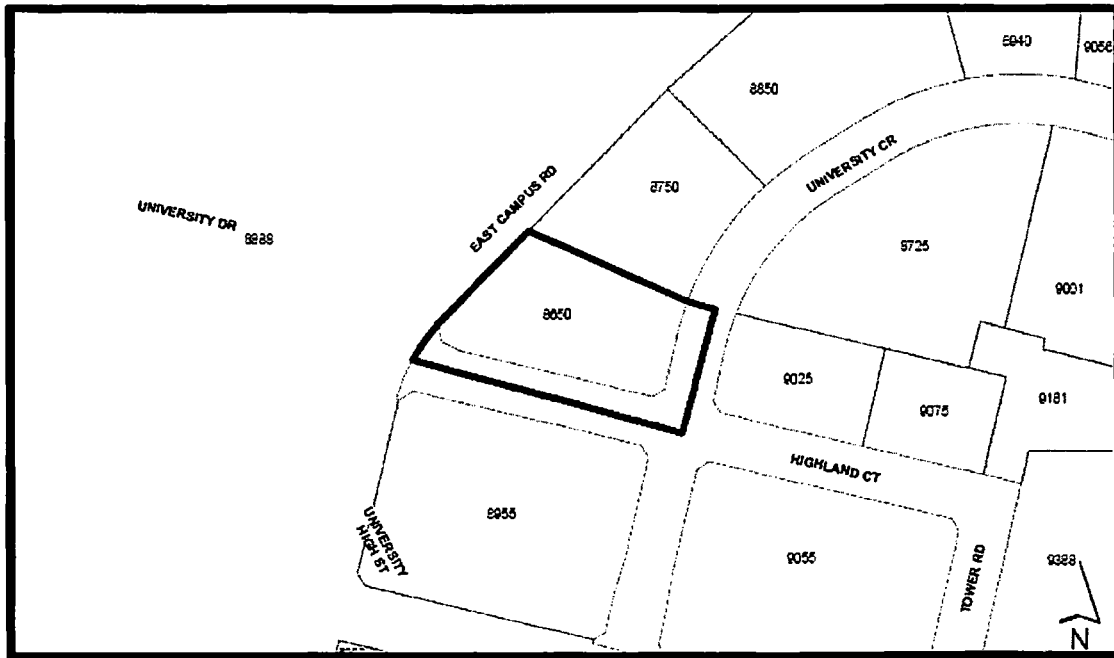 8940
9056
8850
UNIVERSITY CR
8750
EAST CAMPUS RD
UNIVERSITY DR
8888
9725
9001
8650
9025
9075
9181
HIGHLAND CT
8955
UNIVERSITY
HIGH ST
9055
TOWER RD
9388
N